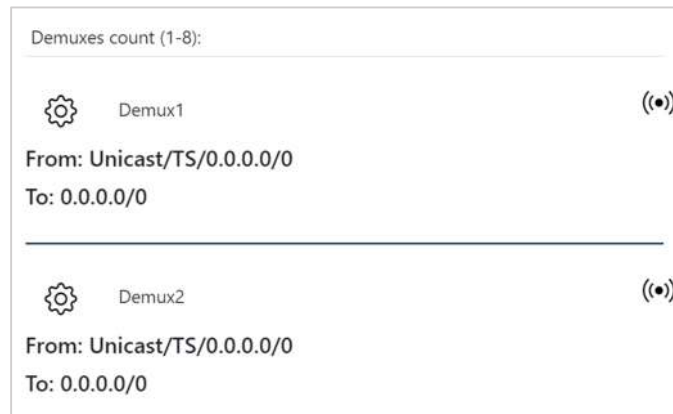 Demuxes count (1-8):
Demux1
From: Unicast/TS/0.0.0.0/0
To: 0.0.0.0/0
Demux2
From: Unicast/TS/0.0.0.0/0
To: 0.0.0.0/0